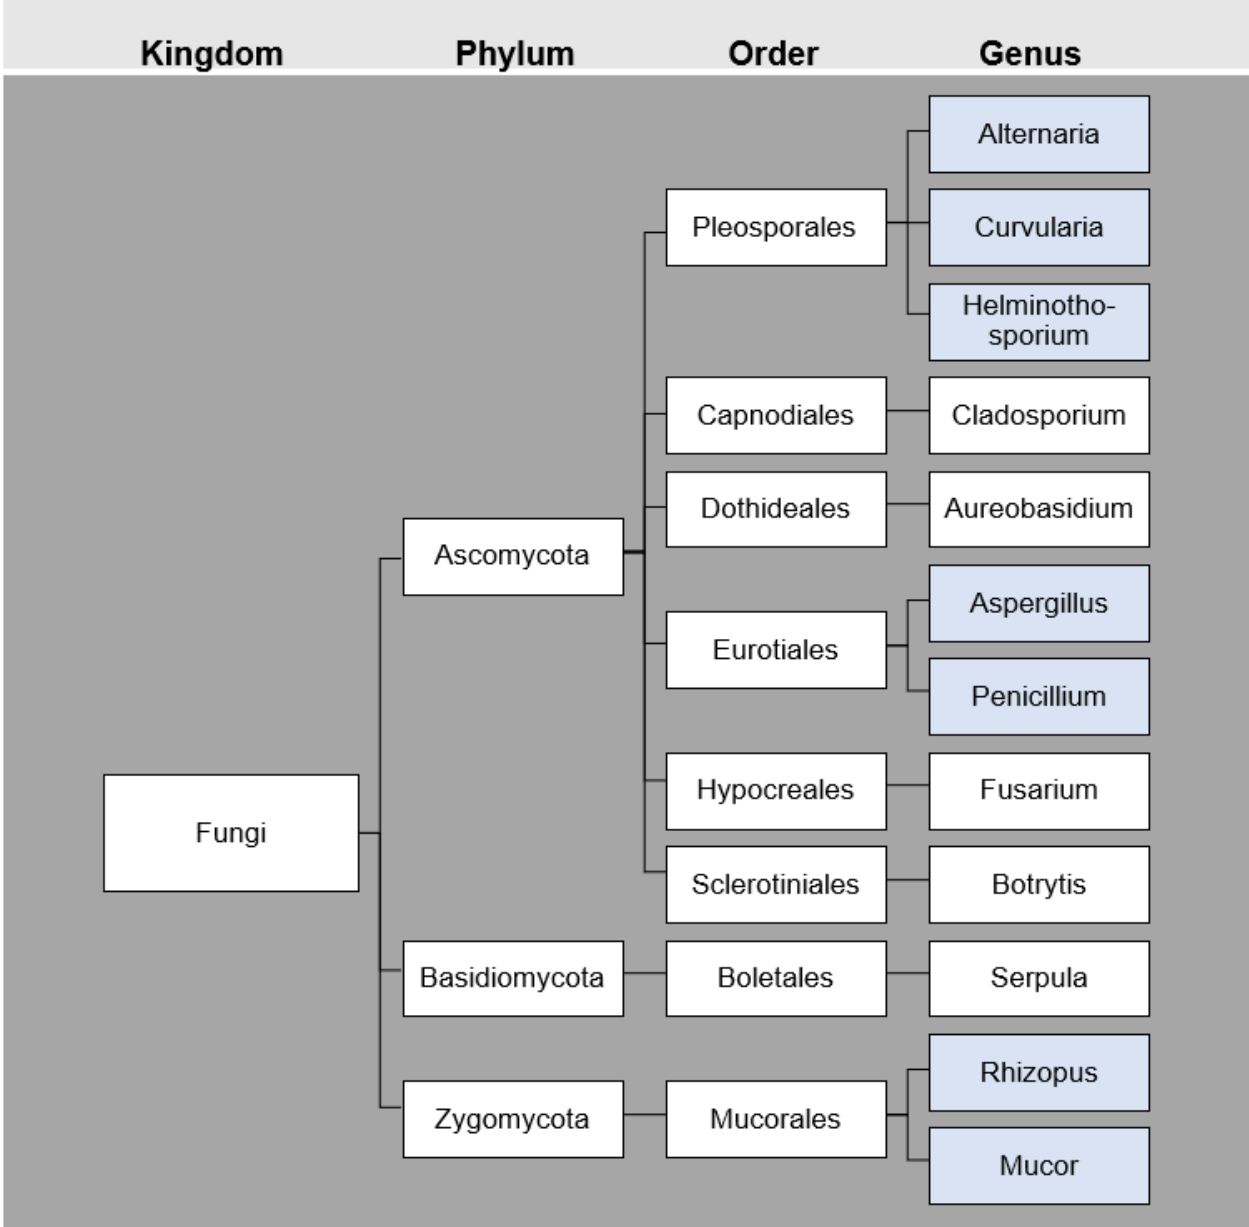 Kingdom Phylum Order Genus
Alternaria
Pleosporales
Curvularia
Helminotho-
sporium
Capnodiales
Cladosporium
Dothideales
Aureobasidium
Ascomycota
Aspergillus
Eurotiales
Penicillium
Hypocreales
Fusarium
Fungi
Sclerotiniales
Botrytis
Basidiomycota
Boletales
Serpula
Rhizopus
Zygomycota
Mucorales
Mucor